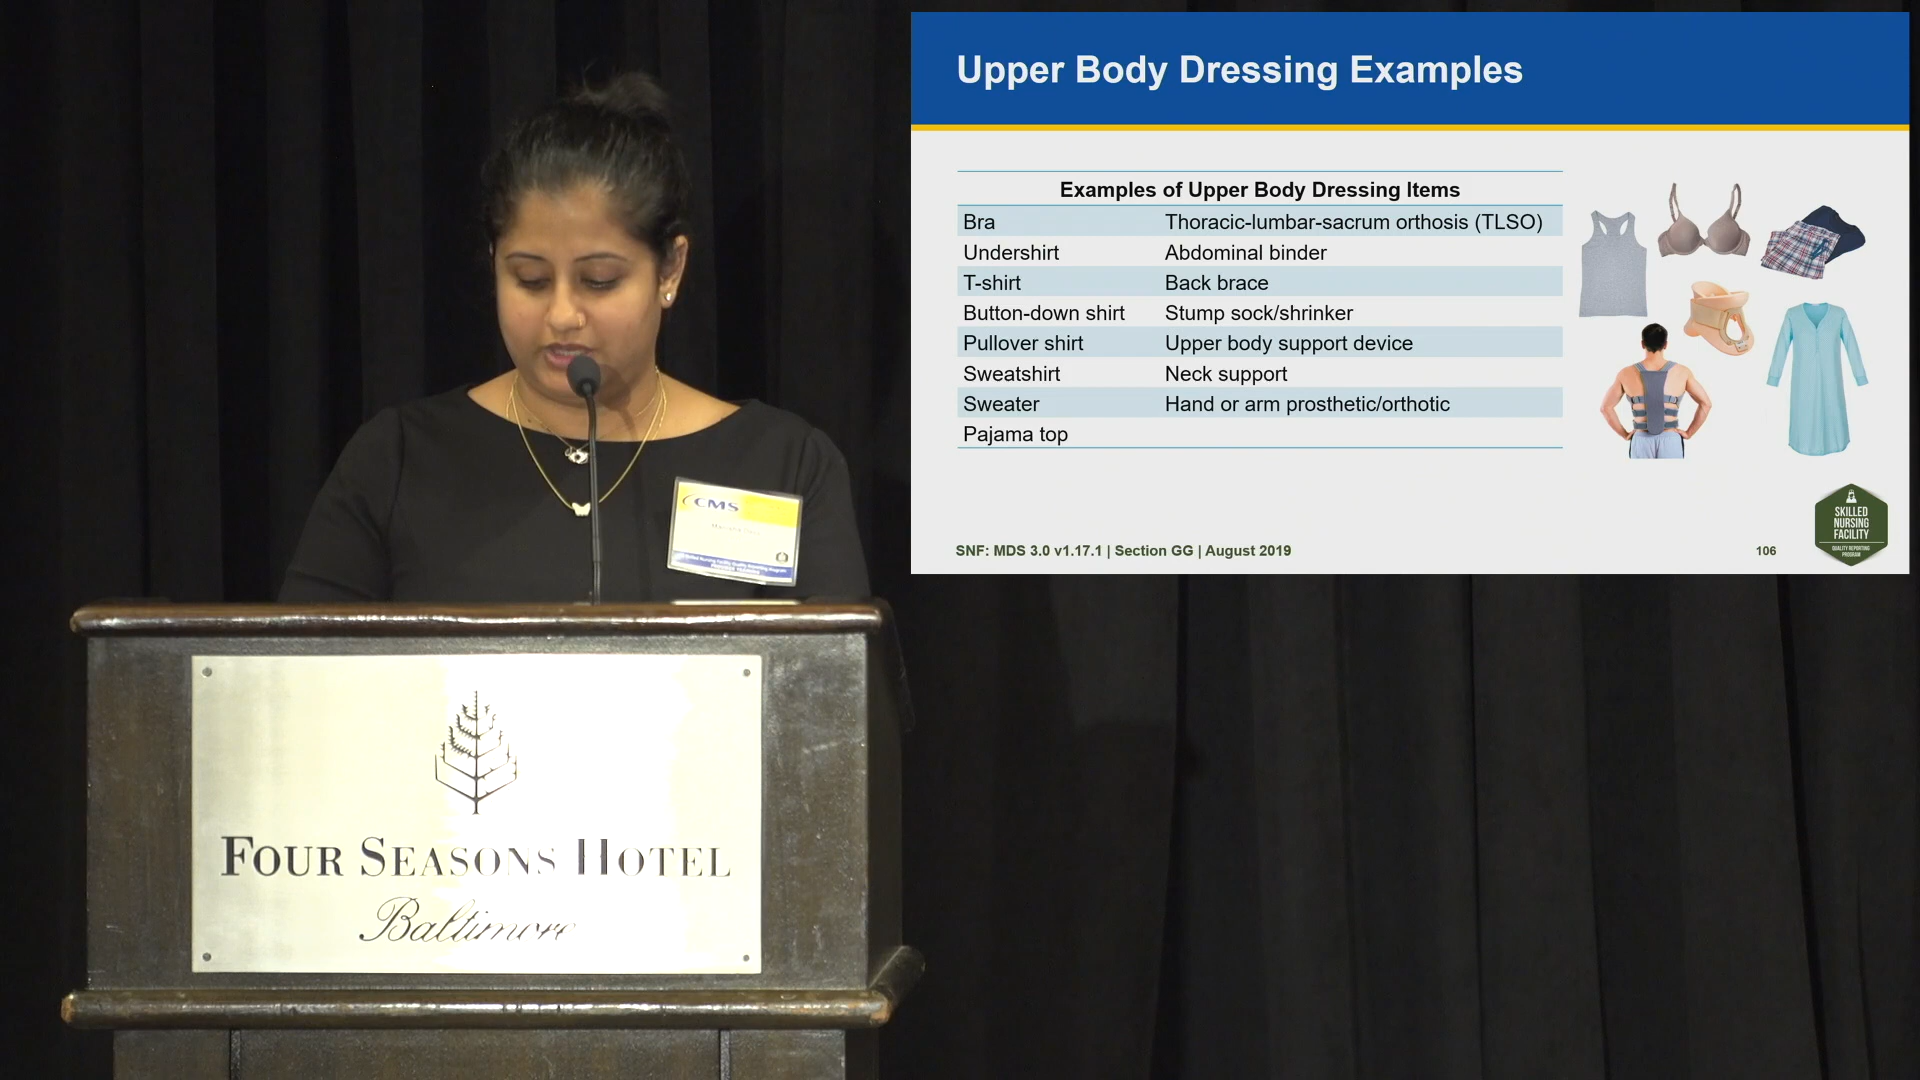 Upper Body Dressing Examples
Examples of Upper Body Dressing Items
Bra Thoracic-lumbar-sacrum orthosis (TLSO)
Undershirt Abdominal binder
T-shirt Back brace
Button-down shirt Stump sock/shrinker
Pullover shirt Upper body support device
Sweatshirt Neck support
Sweater Hand or arm prosthetic/orthotic
Pajama top
SNF: MDS 3.0 v1.17.1 | Section GG | August 2019
106
SKILLED
NURSING
FACILITY
QUALITY REPORTING
PROGRAM
CMS
FOUR SEASONS HOTEL
Baltimore